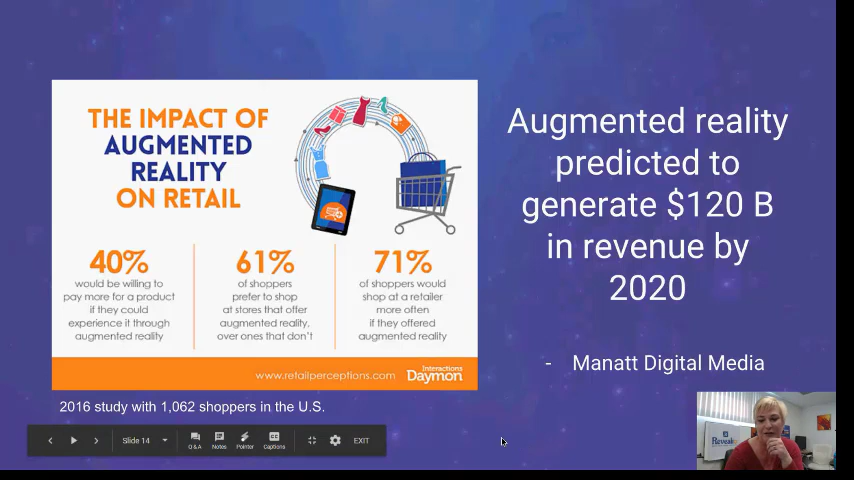 THE IMPACT OF
AUGMENTED
REALITY
ON RETAIL
40%
would be willing to
pay more for a product
if they could
experience it through
augmented reality
61%
of shoppers
prefer to shop
at stores that offer
augmented reality,
over ones that don't
71%
of shoppers would
shop at a retailer
more often
if they offered
augmented reality
www.retailperceptions.com
Interactions
Daymon
2016 study with 1,062 shoppers in the U.S.
Augmented reality
predicted to
generate $120 B
in revenue by
2020
- Manatt Digital Media
Slide 14
Q & A
Notes
Pointer
Captions
EXIT